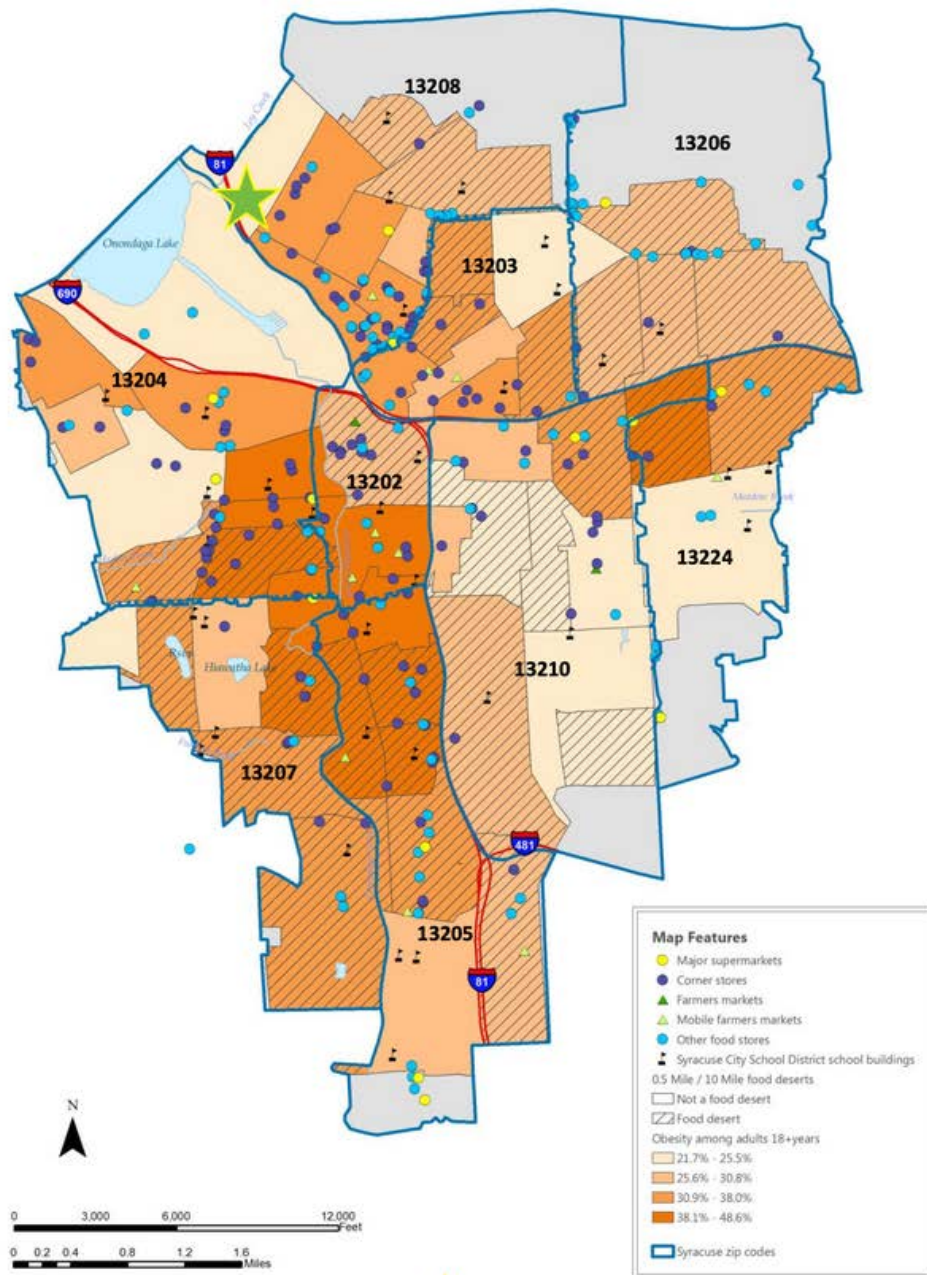 13208
13206
Ley Creek
81
Onondaga Lake
13203
690
13204
13202
Meadow Brook
13224
Hiawatha Lake
13210
13207
481
13205
81
N
0 3,000 6,000 12,000
Feet
0 0.2 0.4 0.8 1.2 1.6
Miles
Map Features
Major supermarkets
Corner stores
Farmers markets
Mobile farmers markets
Other food stores
Syracuse City School District school buildings
0.5 Mile / 10 Mile food deserts
Not a food desert
Food desert
Obesity among adults 18+years
21.7% - 25.5%
25.6% - 30.8%
30.9% - 38.0%
38.1% - 48.6%
Syracuse zip codes